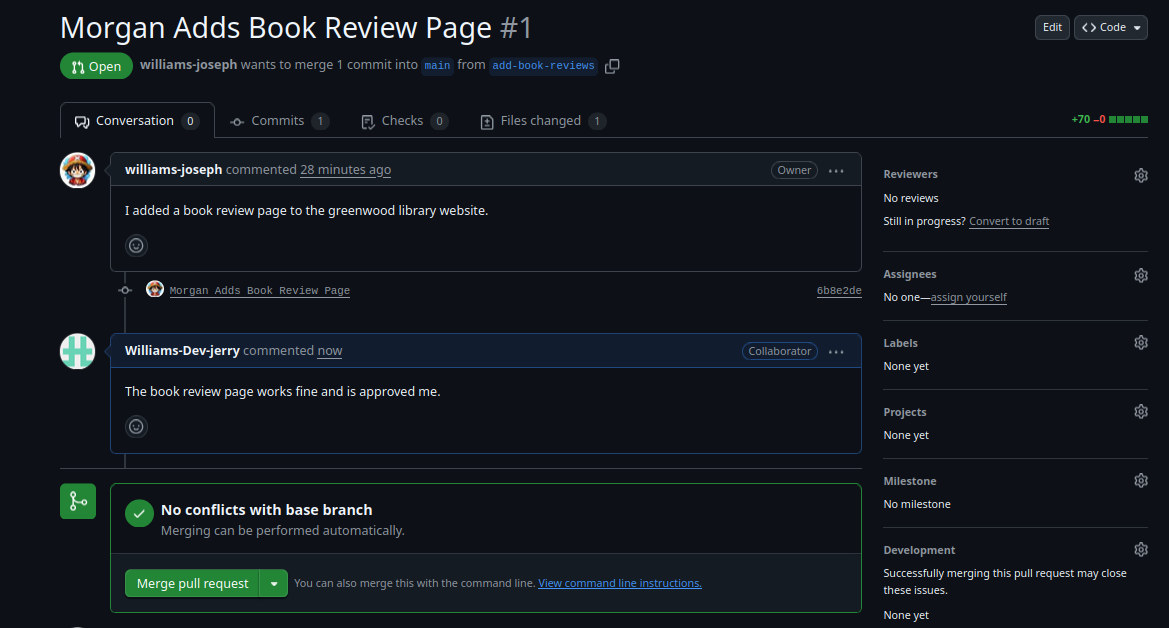 Morgan Adds Book Review Page #1
Edit
Code
Open
williams-joseph wants to merge 1 commit into main from add-book-reviews
Conversation 0
Commits 1
Checks 0
Files changed 1
+70 −0
williams-joseph commented 28 minutes ago
Owner
I added a book review page to the greenwood library website.
Morgan Adds Book Review Page
6b8e2de
Williams-Dev-jerry commented now
Collaborator
The book review page works fine and is approved me.
No conflicts with base branch
Merging can be performed automatically.
Merge pull request
You can also merge this with the command line. View command line instructions.
Reviewers
No reviews
Still in progress? Convert to draft
Assignees
No one—assign yourself
Labels
None yet
Projects
None yet
Milestone
No milestone
Development
Successfully merging this pull request may close
these issues.
None yet